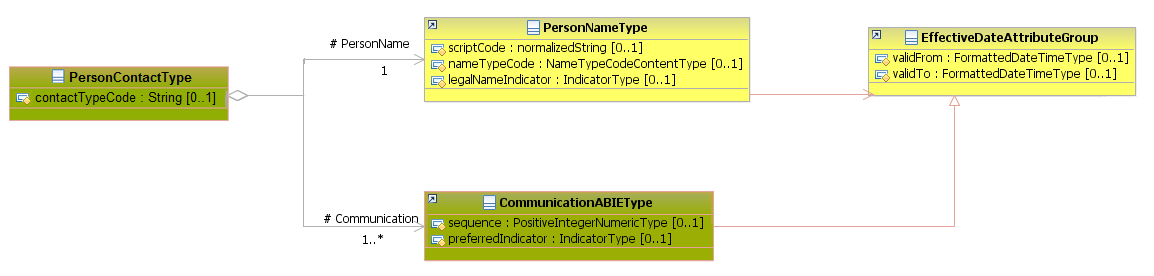 PersonContactType
contactTypeCode : String [0..1]
# PersonName
1
# Communication
1..*
PersonNameType
scriptCode : normalizedString [0..1]
nameTypeCode : NameTypeCodeContentType [0..1]
legalNameIndicator : IndicatorType [0..1]
CommunicationABIEType
sequence : PositiveIntegerNumericType [0..1]
preferredIndicator : IndicatorType [0..1]
EffectiveDateAttributeGroup
validFrom : FormattedDateTimeType [0..1]
validTo : FormattedDateTimeType [0..1]